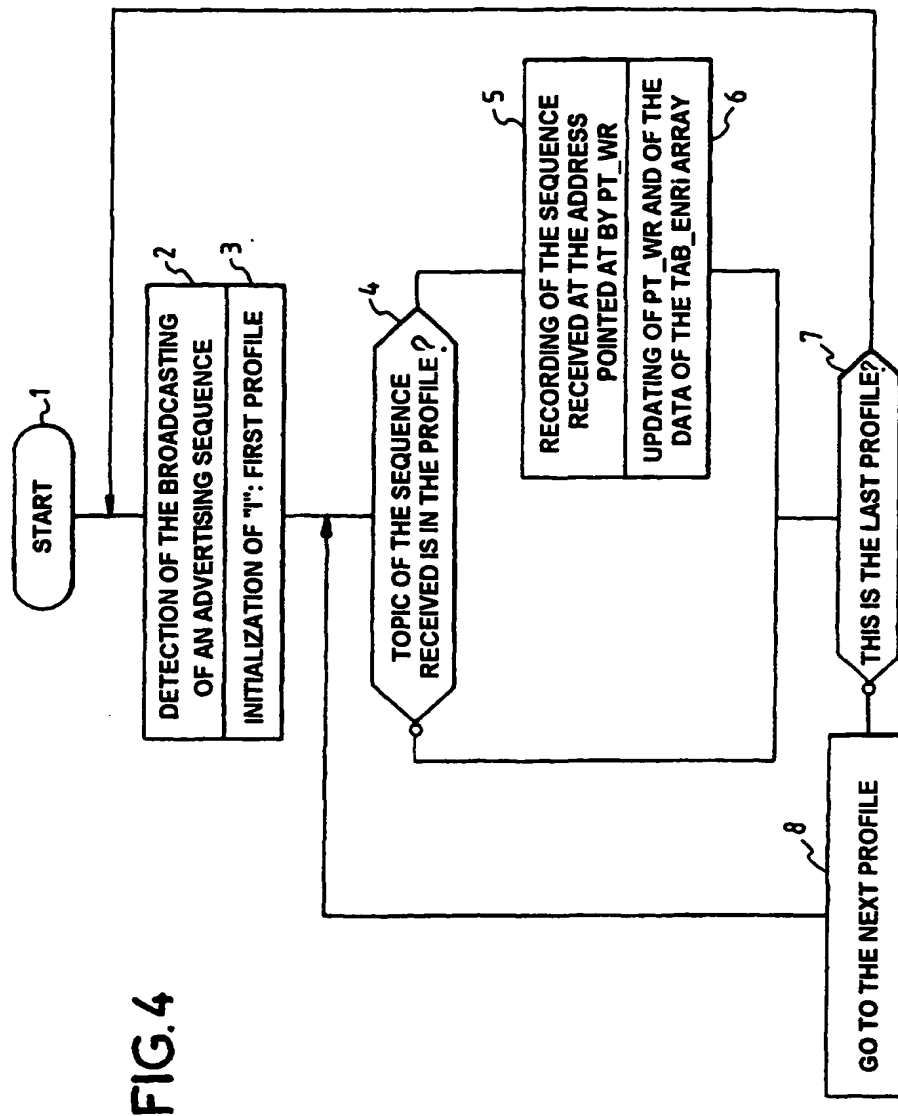 START
1
DETECTION OF THE BROADCASTING
OF AN ADVERTISING SEQUENCE
2
INITIALIZATION OF "I": FIRST PROFILE
3
TOPIC OF THE SEQUENCE
RECEIVED IS IN THE PROFILE?
4
RECORDING OF THE SEQUENCE
RECEIVED AT THE ADDRESS
POINTED AT BY PT_WR
5
UPDATING OF PT_WR AND OF THE
DATA OF THE TAB_ENRi ARRAY
6
THIS IS THE LAST PROFILE?
7
GO TO THE NEXT PROFILE
8
FIG.4